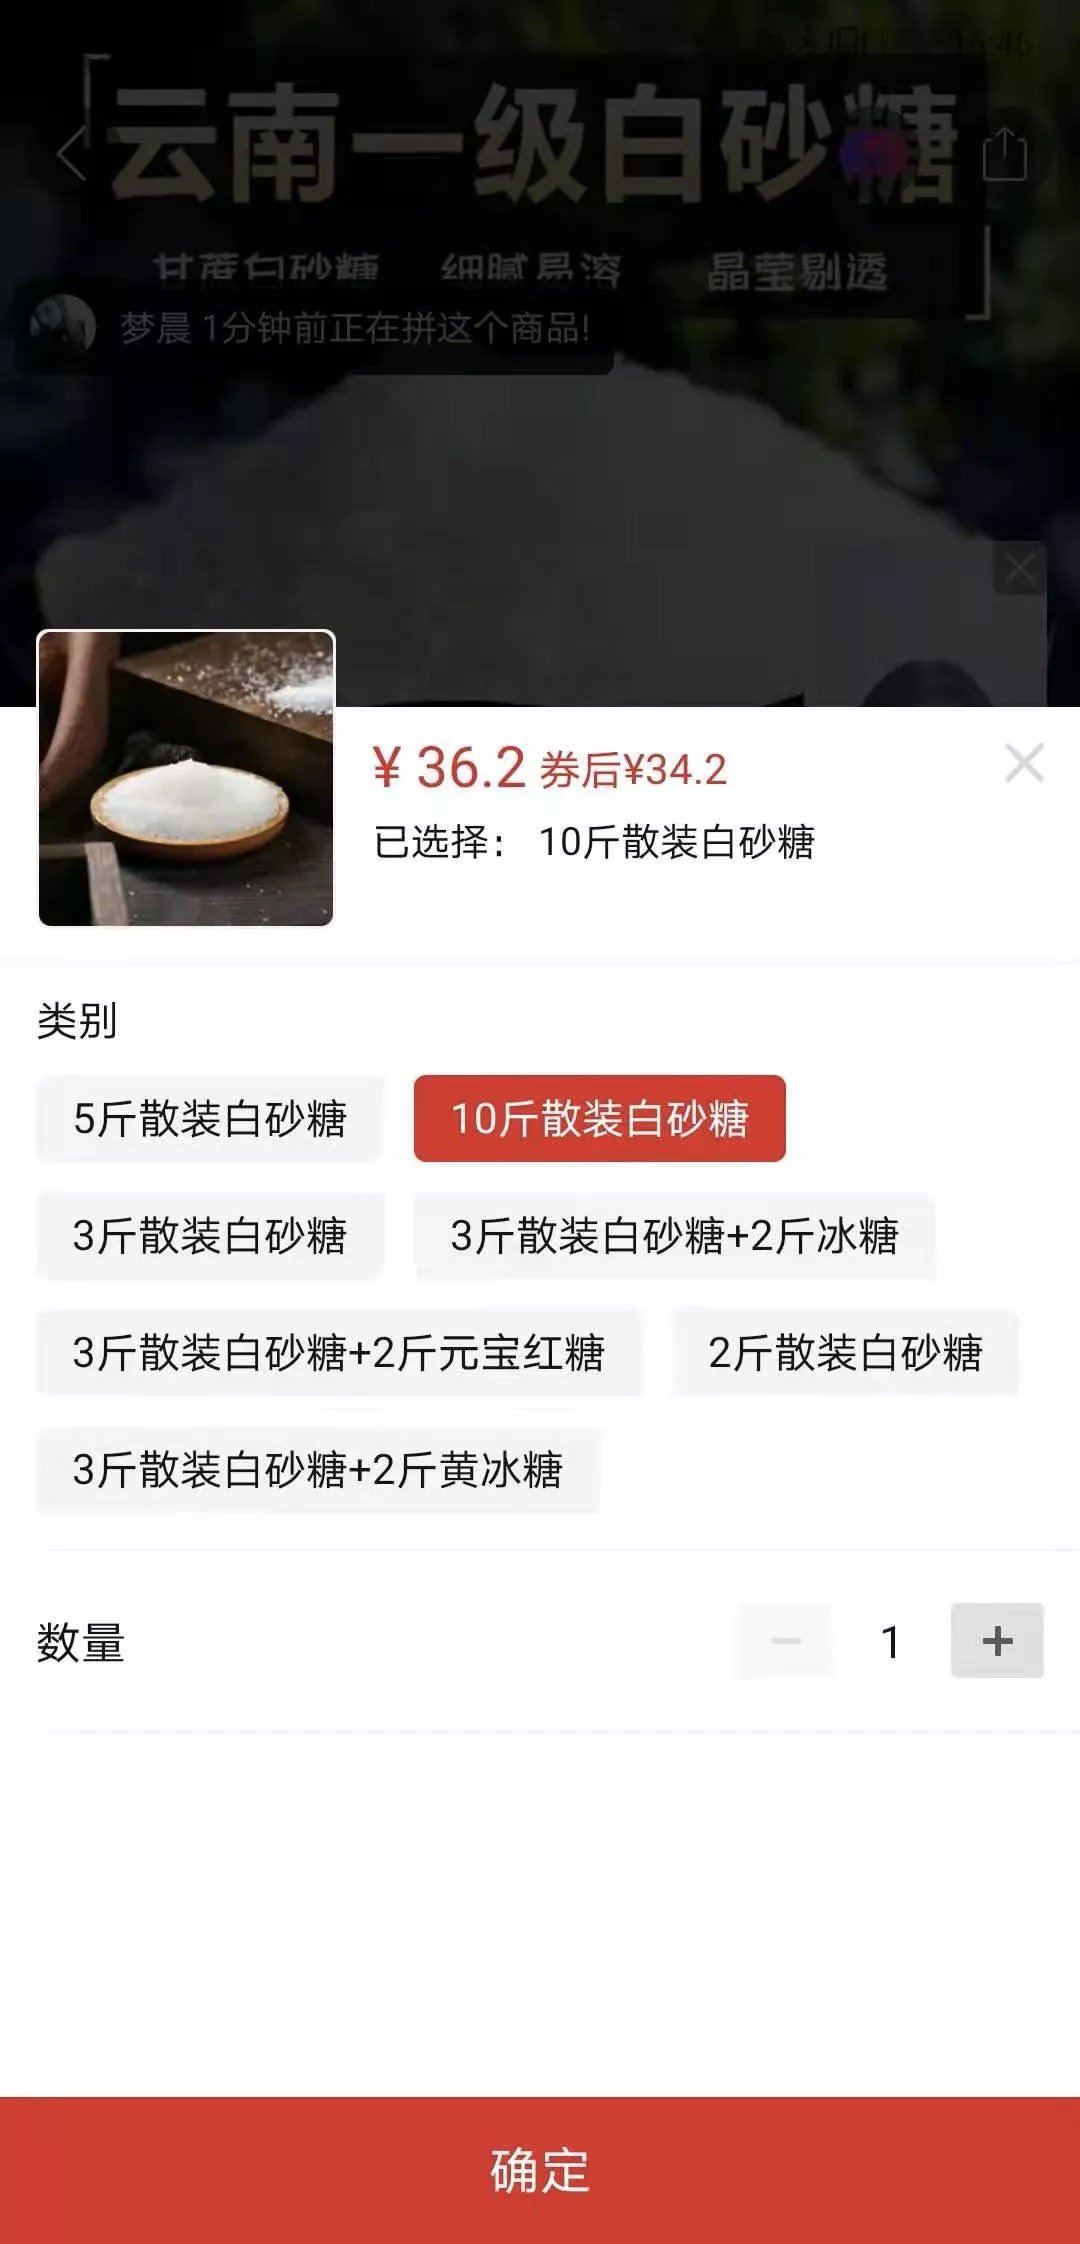 云南一级白砂糖
甘蔗白砂糖 细腻易溶 晶莹剔透
梦晨 1分钟前正在拼这个商品!
¥ 36.2 券后¥34.2
已选择： 10斤散装白砂糖
类别
5斤散装白砂糖 10斤散装白砂糖
3斤散装白砂糖 3斤散装白砂糖+2斤冰糖
3斤散装白砂糖+2斤元宝红糖 2斤散装白砂糖
3斤散装白砂糖+2斤黄冰糖
数量 1
确定